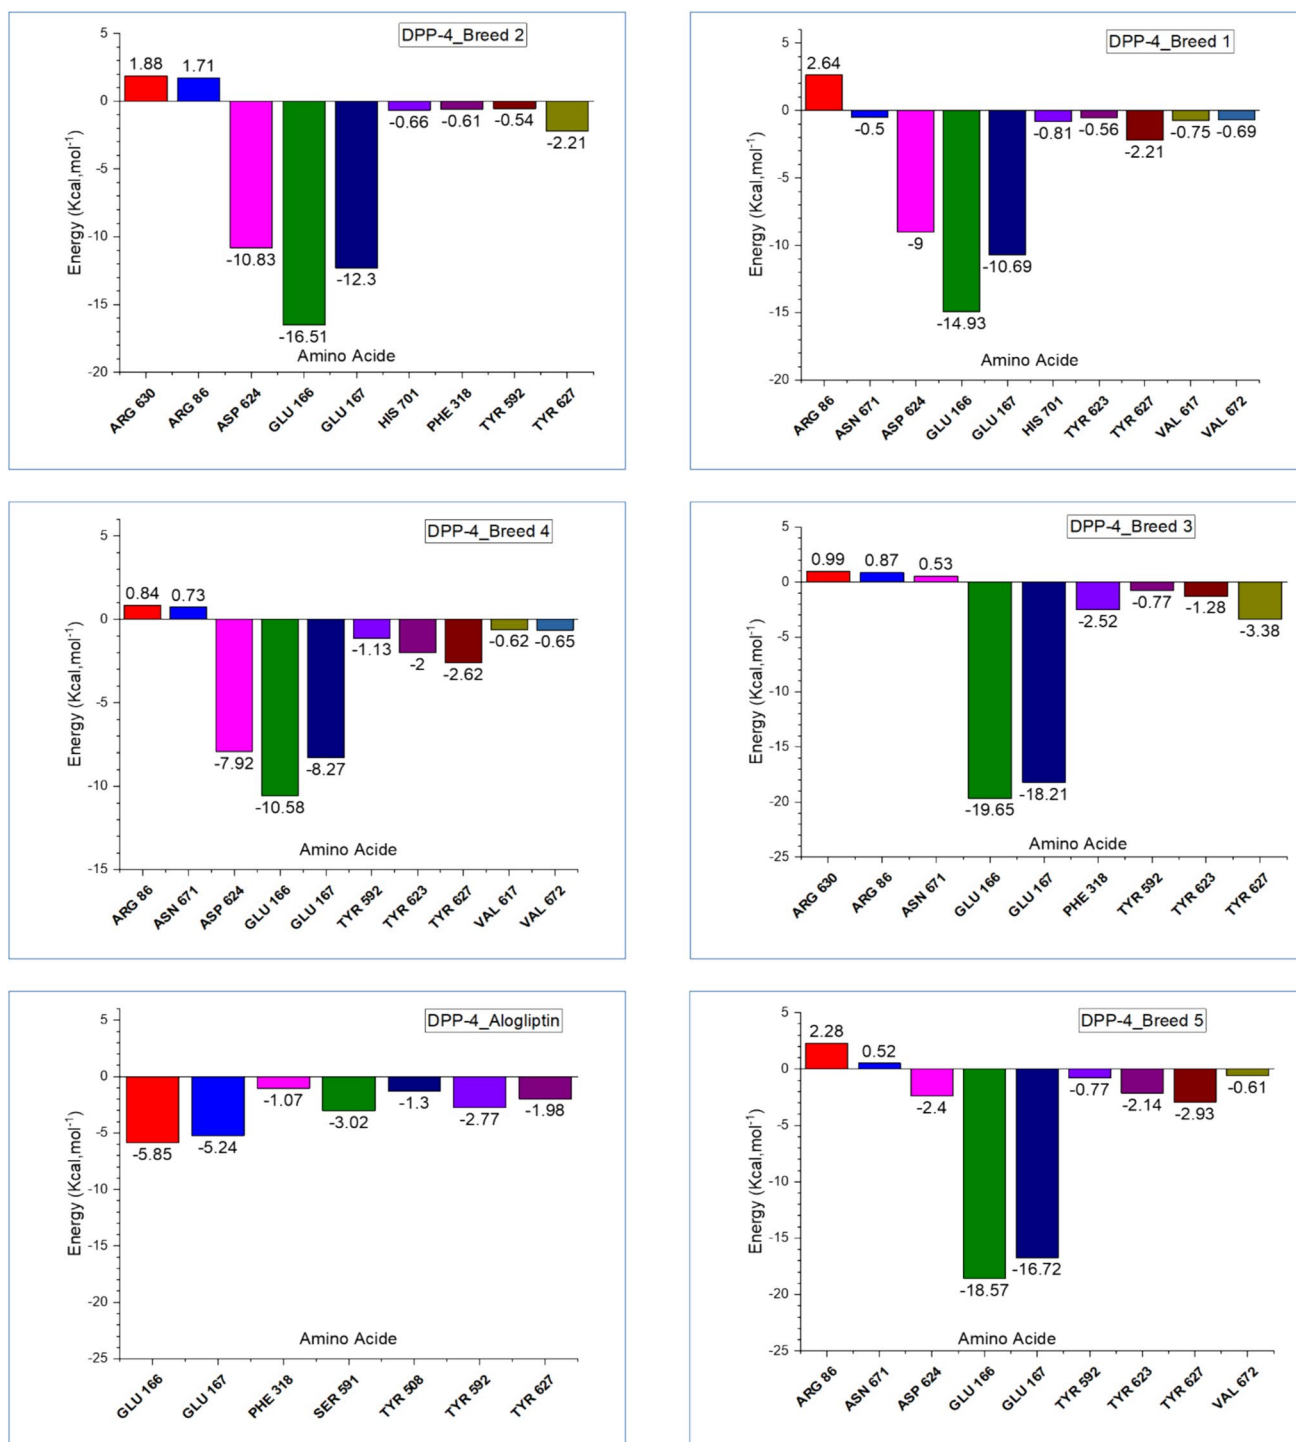 DPP-4_Breed 2
Energy (Kcal,mol⁻¹)
5
0
-5
-10
-15
-20
1.88
1.71
-10.83
-16.51
-12.3
-0.66
-0.61
-0.54
-2.21
Amino Acide
ARG 630
ARG 86
ASP 624
GLU 166
GLU 167
HIS 701
PHE 318
TYR 592
TYR 627
DPP-4_Breed 1
Energy (Kcal,mol⁻¹)
5
0
-5
-10
-15
-20
2.64
-0.5
-9
-14.93
-10.69
-0.81
-0.56
-2.21
-0.75
-0.69
Amino Acide
ARG 86
ASN 671
ASP 624
GLU 166
GLU 167
HIS 701
TYR 623
TYR 627
VAL 617
VAL 672
DPP-4_Breed 4
Energy (Kcal,mol⁻¹)
5
0
-5
-10
-15
0.84
0.73
-7.92
-10.58
-8.27
-1.13
-2
-2.62
-0.62
-0.65
Amino Acide
ARG 86
ASN 671
ASP 624
GLU 166
GLU 167
TYR 592
TYR 623
TYR 627
VAL 617
VAL 672
DPP-4_Breed 3
Energy (Kcal,mol⁻¹)
5
0
-5
-10
-15
-20
-25
0.99
0.87
0.53
-19.65
-18.21
-2.52
-0.77
-1.28
-3.38
Amino Acide
ARG 630
ARG 86
ASN 671
GLU 166
GLU 167
PHE 318
TYR 592
TYR 623
TYR 627
DPP-4_Alogliptin
Energy (Kcal,mol⁻¹)
5
0
-5
-10
-15
-20
-25
-5.85
-5.24
-1.07
-3.02
-1.3
-2.77
-1.98
Amino Acide
GLU 166
GLU 167
PHE 318
SER 591
TYR 508
TYR 592
TYR 627
DPP-4_Breed 5
Energy (Kcal,mol⁻¹)
5
0
-5
-10
-15
-20
-25
2.28
0.52
-2.4
-18.57
-16.72
-0.77
-2.14
-2.93
-0.61
Amino Acide
ARG 86
ASN 671
ASP 624
GLU 166
GLU 167
TYR 592
TYR 623
TYR 627
VAL 672